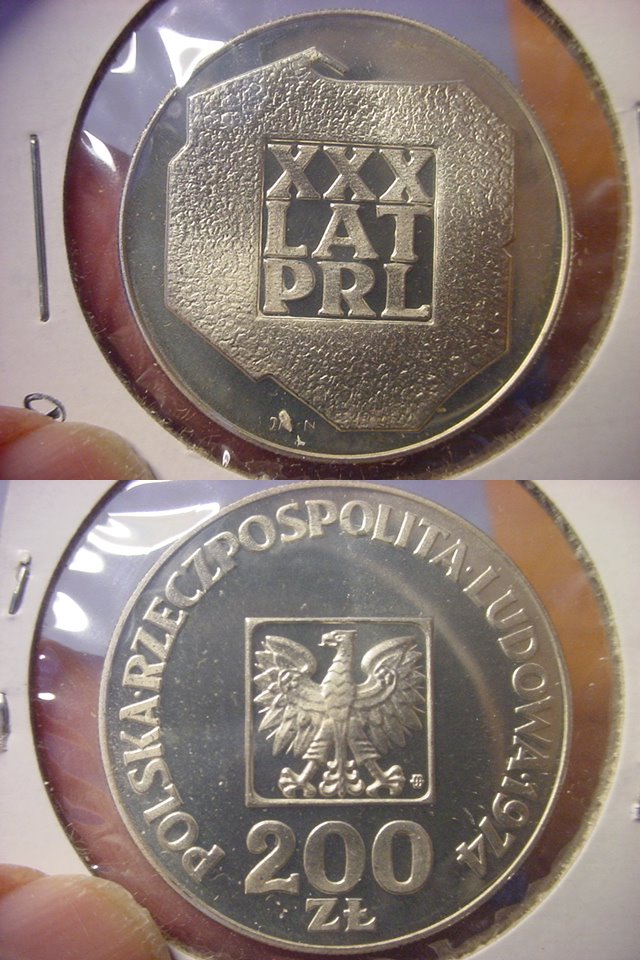 XXX
LAT
PRL
POLSKA·RZECZPOSPOLITA·LUDOWA·1974
200
ZŁ